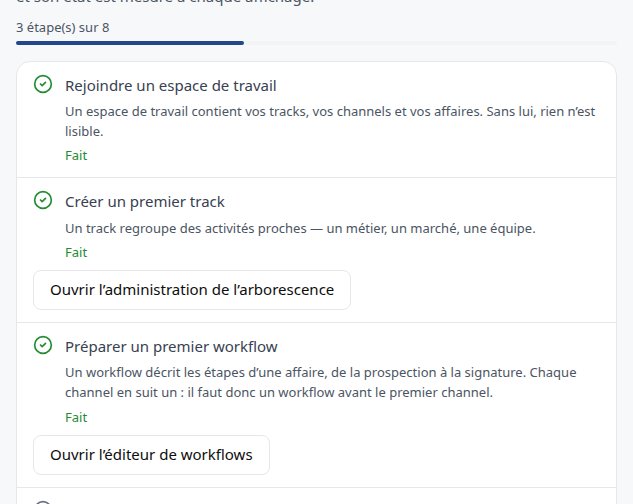 3 étape(s) sur 8
Rejoindre un espace de travail
Un espace de travail contient vos tracks, vos channels et vos affaires. Sans lui, rien n’est
lisible.
Fait
Créer un premier track
Un track regroupe des activités proches — un métier, un marché, une équipe.
Fait
Ouvrir l’administration de l’arborescence
Préparer un premier workflow
Un workflow décrit les étapes d’une affaire, de la prospection à la signature. Chaque
channel en suit un : il faut donc un workflow avant le premier channel.
Fait
Ouvrir l’éditeur de workflows